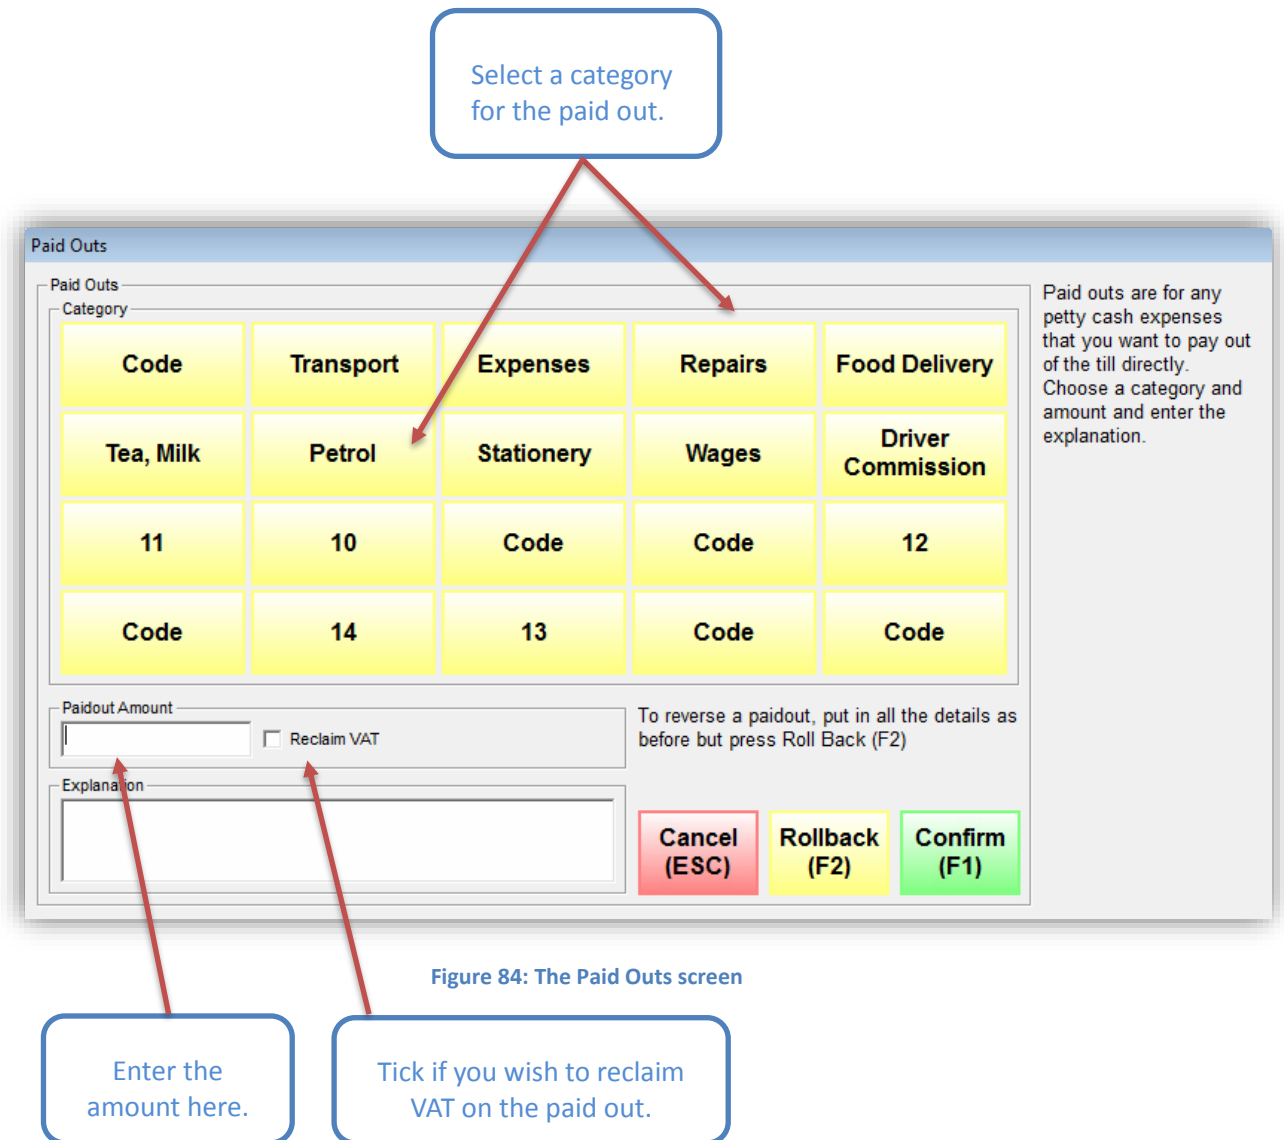 Select a category
for the paid out.
Paid Outs
Paid Outs
Category
Code
Transport
Expenses
Repairs
Food Delivery
Tea, Milk
Petrol
Stationery
Wages
Driver
Commission
11
10
Code
Code
12
Code
14
13
Code
Code
Paid outs are for any
petty cash expenses
that you want to pay out
of the till directly.
Choose a category and
amount and enter the
explanation.
Paidout Amount
Reclaim VAT
To reverse a paidout, put in all the details as
before but press Roll Back (F2)
Explanation
Cancel
(ESC)
Rollback
(F2)
Confirm
(F1)
Figure 84: The Paid Outs screen
Enter the
amount here.
Tick if you wish to reclaim
VAT on the paid out.